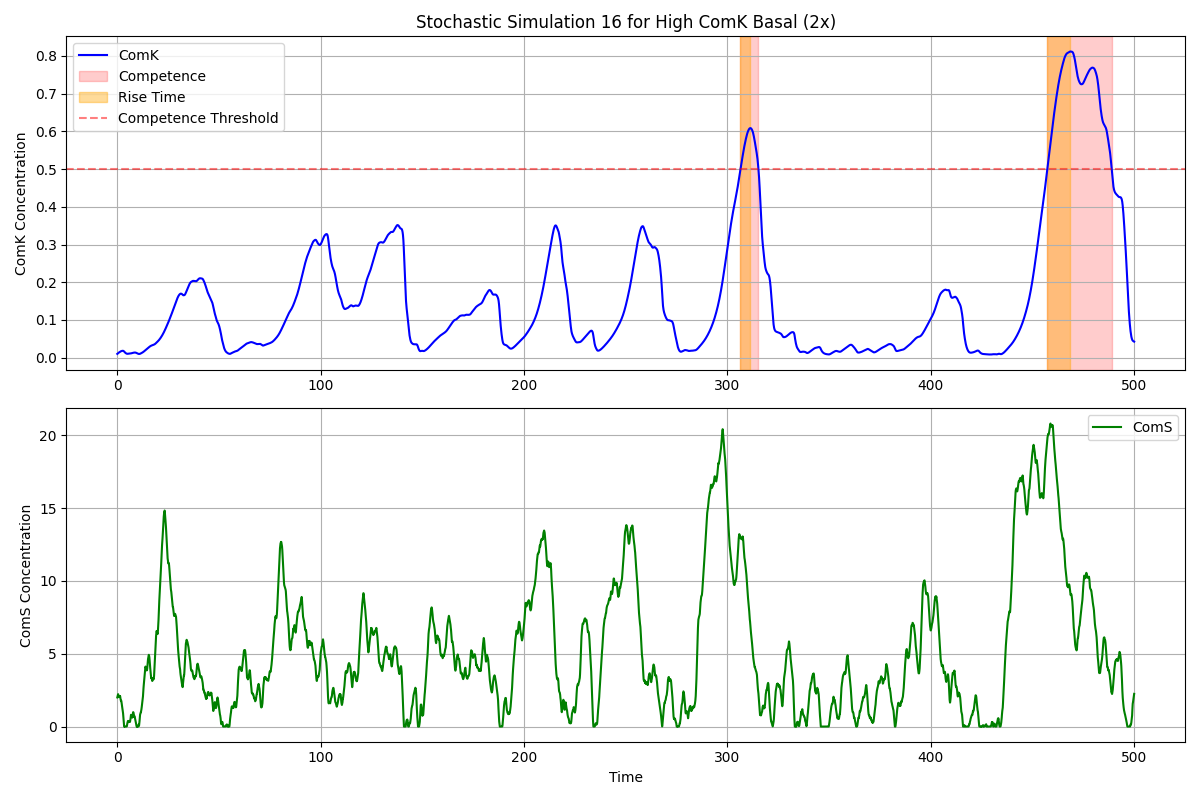 Stochastic Simulation 16 for High ComK Basal (2x)
ComK Concentration
0.8
0.7
0.6
0.5
0.4
0.3
0.2
0.1
0.0
ComK
Competence
Rise Time
Competence Threshold
0 100 200 300 400 500
ComS Concentration
20
15
10
5
0
ComS
0 100 200 300 400 500
Time